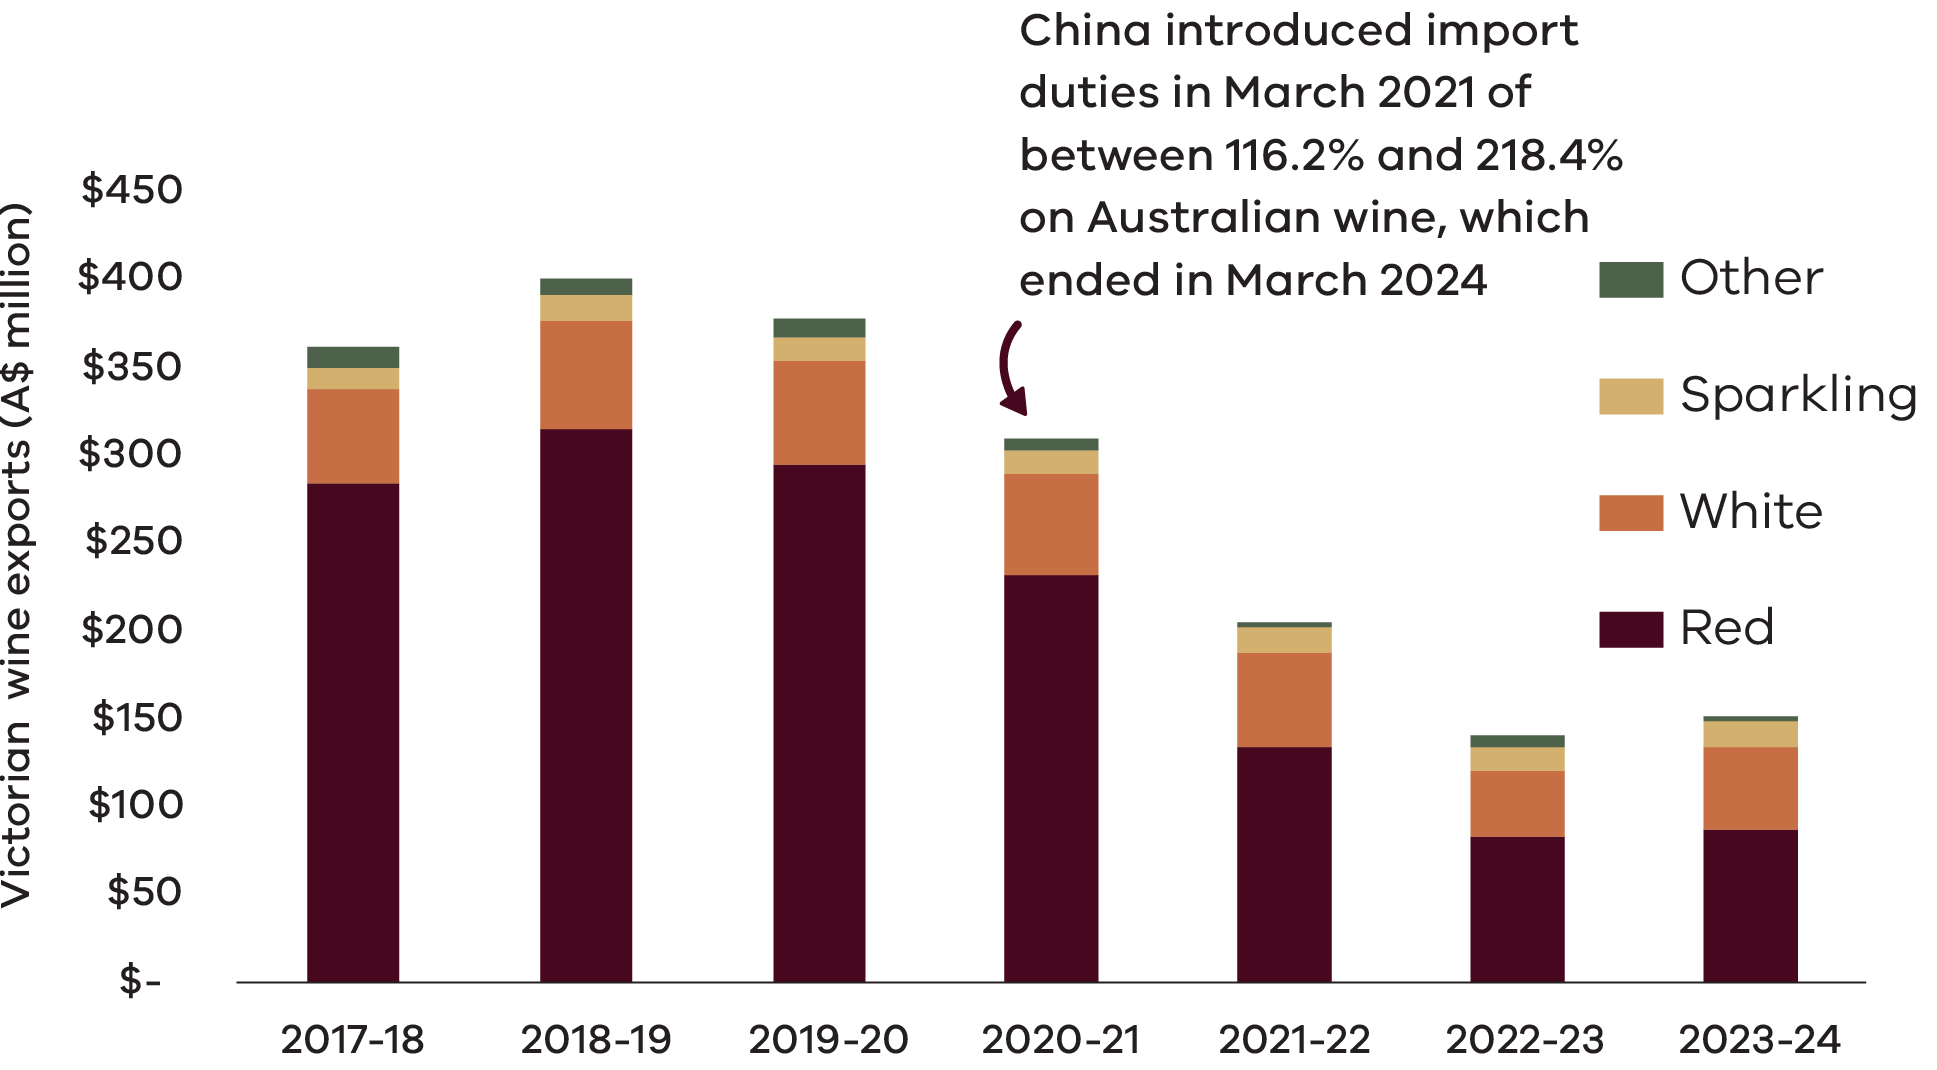 China introduced import
duties in March 2021 of
between 116.2% and 218.4%
on Australian wine, which
ended in March 2024
Victorian wine exports (A$ million)
$450
$400
$350
$300
$250
$200
$150
$100
$50
$-
Other
Sparkling
White
Red
2017-18
2018-19
2019-20
2020-21
2021-22
2022-23
2023-24